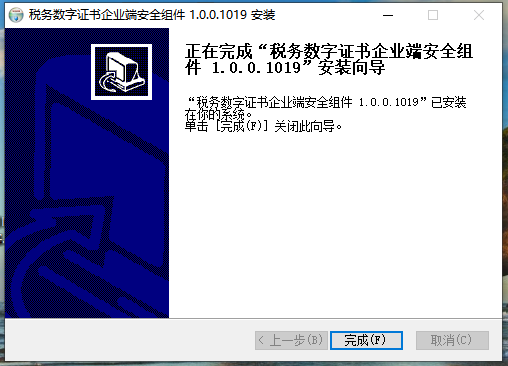 税务数字证书企业端安全组件 1.0.0.1019 安装
正在完成“税务数字证书企业端安全组
件 1.0.0.1019”安装向导
“税务数字证书企业端安全组件 1.0.0.1019”已安装
在你的系统。
单击 [完成(F)] 关闭此向导。
< 上一步(B)
完成(F)
取消(C)